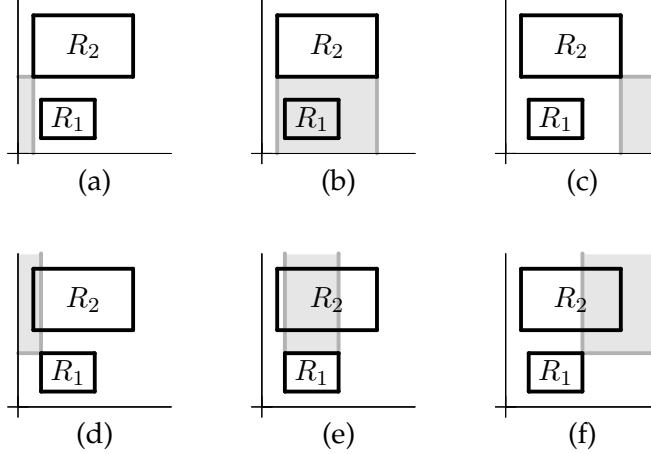 R₂ R₂ R₂
R₁ R₁ R₁
(a) (b) (c)
R₂ R₂ R₂
R₁ R₁ R₁
(d) (e) (f)